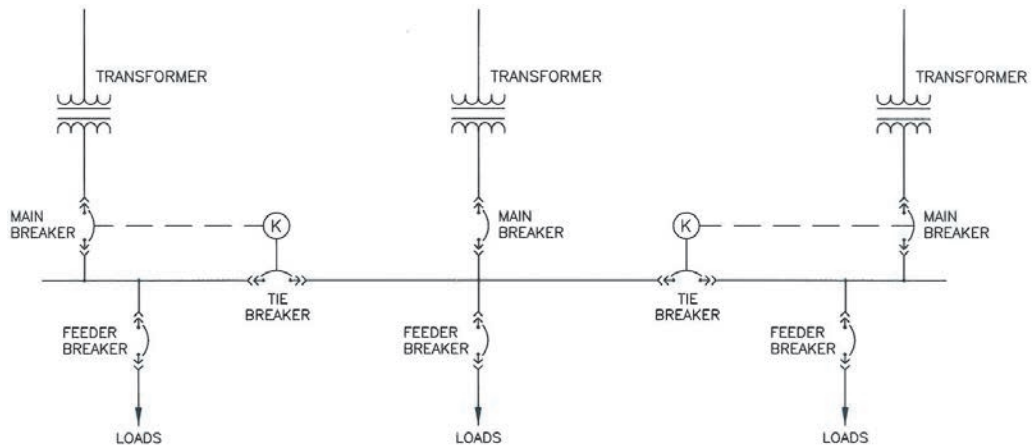 TRANSFORMER
TRANSFORMER
TRANSFORMER
MAIN
BREAKER
K
MAIN
BREAKER
K
MAIN
BREAKER
TIE
BREAKER
TIE
BREAKER
FEEDER
BREAKER
FEEDER
BREAKER
FEEDER
BREAKER
LOADS
LOADS
LOADS